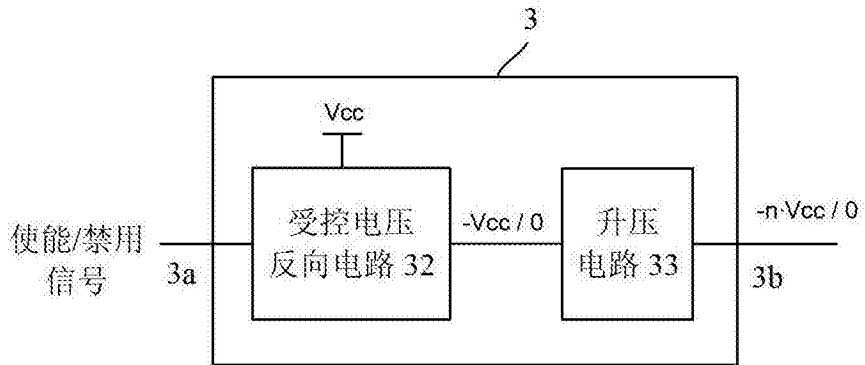 3
Vcc
使能/禁用
信号
3a
受控电压
反向电路 32
-Vcc / 0
升压
电路 33
-n·Vcc / 0
3b